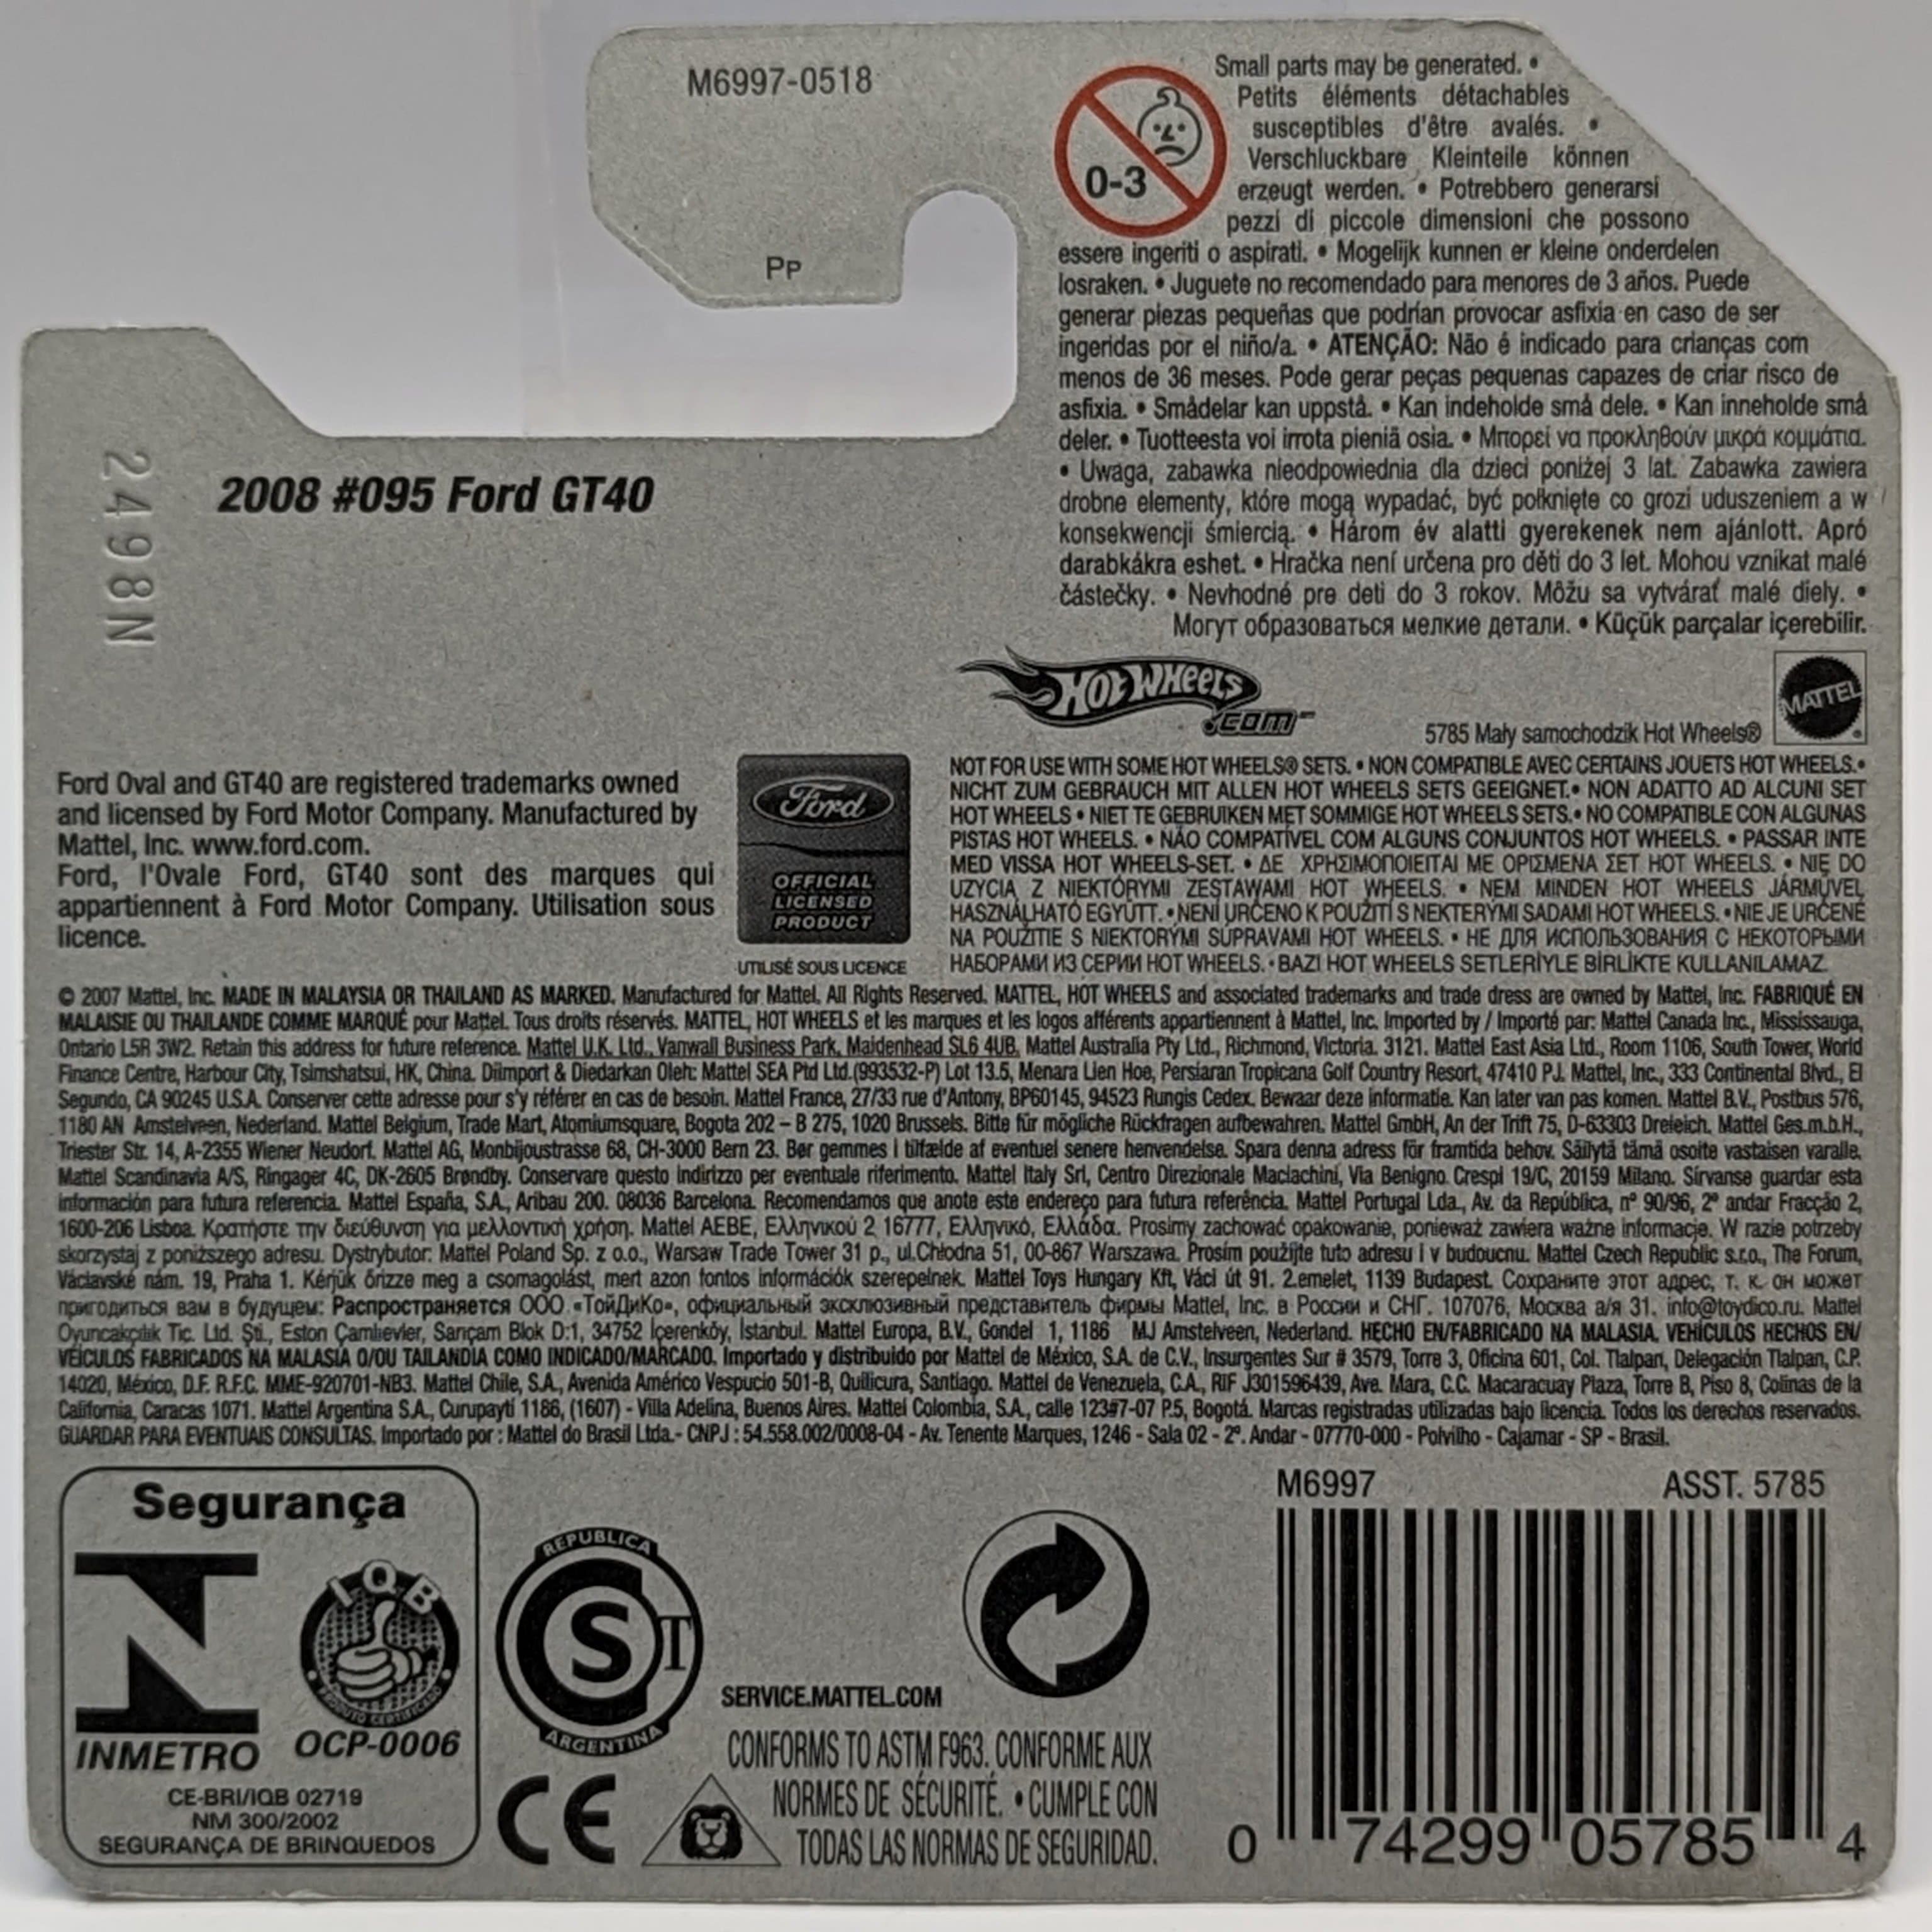 M6997-0518
Pp
0-3
Small parts may be generated. •
Petits éléments détachables
susceptibles d'être avalés. •
Verschluckbare Kleinteile können
erzeugt werden. • Potrebbero generarsi
pezzi di piccole dimensioni che possono
essere ingeriti o aspirati. • Mogelijk kunnen er kleine onderdelen
losraken. • Juguete no recomendado para menores de 3 años. Puede
generar piezas pequeñas que podrían provocar asfixia en caso de ser
ingeridas por el niño/a. • ATENÇÃO: Não é indicado para crianças com
menos de 36 meses. Pode gerar peças pequenas capazes de criar risco de
asfixia. • Smådelar kan uppstå. • Kan indeholde små dele. • Kan inneholde små
deler. • Tuotteesta voi irrota pieniä osia. • Μπορεί να προκληθούν μικρά κομμάτια.
• Uwaga, zabawka nieodpowiednia dla dzieci poniżej 3 lat. Zabawka zawiera
drobne elementy, które mogą wypadać, być połknięte co grozi uduszeniem a w
konsekwencji śmiercią. • Három év alatti gyerekenek nem ajánlott. Apró
darabkákra eshet. • Hračka není určena pro děti do 3 let. Mohou vznikat malé
částečky. • Nevhodné pre deti do 3 rokov. Môžu sa vytvárať malé diely. •
Могут образоваться мелкие детали. • Küçük parçalar içerebilir.
2498N
2008 #095 Ford GT40
Hot Wheels
.com
5785 Mały samochodzik Hot Wheels®
MATTEL
Ford Oval and GT40 are registered trademarks owned
and licensed by Ford Motor Company. Manufactured by
Mattel, Inc. www.ford.com.
Ford, l'Ovale Ford, GT40 sont des marques qui
appartiennent à Ford Motor Company. Utilisation sous
licence.
Ford
OFFICIAL
LICENSED
PRODUCT
UTILISÉ SOUS LICENCE
NOT FOR USE WITH SOME HOT WHEELS® SETS. • NON COMPATIBLE AVEC CERTAINS JOUETS HOT WHEELS.•
NICHT ZUM GEBRAUCH MIT ALLEN HOT WHEELS SETS GEEIGNET.• NON ADATTO AD ALCUNI SET
HOT WHEELS • NIET TE GEBRUIKEN MET SOMMIGE HOT WHEELS SETS.• NO COMPATIBLE CON ALGUNAS
PISTAS HOT WHEELS. • NÃO COMPATÍVEL COM ALGUNS CONJUNTOS HOT WHEELS. • PASSAR INTE
MED VISSA HOT WHEELS-SET. • ΔΕ ΧΡΗΣΙΜΟΠΟΙΕΙΤΑΙ ΜΕ ΟΡΙΣΜΕΝΑ ΣΕΤ HOT WHEELS. • NIE DO
UZYCIA Z NIEKTÓRYMI ZESTAWAMI HOT WHEELS. • NEM MINDEN HOT WHEELS JÁRMŰVEL
HASZNÁLHATÓ EGYÜTT. • NENÍ URČENO K POUŽITÍ S NEKTERÝMI SADAMI HOT WHEELS. • NIE JE URČENÉ
NA POUŽITIE S NIEKTORÝMI SÚPRAVAMI HOT WHEELS. • НЕ ДЛЯ ИСПОЛЬЗОВАНИЯ С НЕКОТОРЫМИ
НАБОРАМИ ИЗ СЕРИИ HOT WHEELS. • BAZI HOT WHEELS SETLERİYLE BİRLİKTE KULLANILAMAZ.
© 2007 Mattel, Inc. MADE IN MALAYSIA OR THAILAND AS MARKED. Manufactured for Mattel. All Rights Reserved. MATTEL, HOT WHEELS and associated trademarks and trade dress are owned by Mattel, Inc. FABRIQUÉ EN
MALAISIE OU THAILANDE COMME MARQUÉ pour Mattel. Tous droits réservés. MATTEL, HOT WHEELS et les marques et les logos afférents appartiennent à Mattel, Inc. Imported by / Importé par: Mattel Canada Inc., Mississauga,
Ontario L5R 3W2. Retain this address for future reference. Mattel U.K. Ltd., Vanwall Business Park, Maidenhead SL6 4UB. Mattel Australia Pty Ltd., Richmond, Victoria. 3121. Mattel East Asia Ltd., Room 1106, South Tower, World
Finance Centre, Harbour City, Tsimshatsui, HK, China. Diimport & Diedarkan Oleh: Mattel SEA Ptd Ltd.(993532-P) Lot 13.5, Menara Lien Hoe, Persiaran Tropicana Golf Country Resort, 47410 PJ. Mattel, Inc., 333 Continental Blvd., El
Segundo, CA 90245 U.S.A. Conserver cette adresse pour s'y référer en cas de besoin. Mattel France, 27/33 rue d'Antony, BP60145, 94523 Rungis Cedex. Bewaar deze informatie. Kan later van pas komen. Mattel B.V., Postbus 576,
1180 AN Amstelveen, Nederland. Mattel Belgium, Trade Mart, Atomiumsquare, Bogota 202 – B 275, 1020 Brussels. Bitte für mögliche Rückfragen aufbewahren. Mattel GmbH, An der Trift 75, D-63303 Dreieich. Mattel Ges.m.b.H.,
Triester Str. 14, A-2355 Wiener Neudorf. Mattel AG, Monbijoustrasse 68, CH-3000 Bern 23. Bør gemmes i tilfælde af eventuel senere henvendelse. Spara denna adress för framtida behov. Säilytä tämä osoite vastaisen varalle.
Mattel Scandinavia A/S, Ringager 4C, DK-2605 Brøndby. Conservare questo indirizzo per eventuale riferimento. Mattel Italy Srl, Centro Direzionale Maciachini, Via Benigno Crespi 19/C, 20159 Milano. Sírvanse guardar esta
información para futura referencia. Mattel España, S.A., Aribau 200. 08036 Barcelona. Recomendamos que anote este endereço para futura referência. Mattel Portugal Lda., Av. da República, nº 90/96, 2º andar Fracção 2,
1600-206 Lisboa. Κρατήστε την διεύθυνση για μελλοντική χρήση. Mattel AEBE, Ελληνικού 2 16777, Ελληνικό, Ελλάδα. Prosimy zachować opakowanie, ponieważ zawiera ważne informacje. W razie potrzeby
skorzystaj z poniższego adresu. Dystrybutor: Mattel Poland Sp. z o.o., Warsaw Trade Tower 31 p., ul.Chłodna 51, 00-867 Warszawa. Prosím použijte tuto adresu i v budoucnu. Mattel Czech Republic s.r.o., The Forum,
Václavské nám. 19, Praha 1. Kérjük őrizze meg a csomagolást, mert azon fontos információk szerepelnek. Mattel Toys Hungary Kft, Váci út 91. 2.emelet, 1139 Budapest. Сохраните этот адрес, т. к. он может
пригодиться вам в будущем: Распространяется ООО «ТойДиКо», официальный эксклюзивный представитель фирмы Mattel, Inc. в России и СНГ. 107076, Москва а/я 31. info@toydico.ru. Mattel
Oyuncakçılık Tic. Ltd. Şti., Eston Çamlıevler, Sarıçam Blok D:1, 34752 İçerenköy, İstanbul. Mattel Europa, B.V., Gondel 1, 1186 MJ Amstelveen, Nederland. HECHO EN/FABRICADO NA MALASIA. VEHÍCULOS HECHOS EN/
VEÍCULOS FABRICADOS NA MALASIA O/OU TAILANDIA COMO INDICADO/MARCADO. Importado y distribuido por Mattel de México, S.A. de C.V., Insurgentes Sur # 3579, Torre 3, Oficina 601, Col. Tlalpan, Delegación Tlalpan, C.P.
14020, México, D.F. R.F.C. MME-920701-NB3. Mattel Chile, S.A., Avenida Américo Vespucio 501-B, Quilicura, Santiago. Mattel de Venezuela, C.A., RIF J301596439, Ave. Mara, C.C. Macaracuay Plaza, Torre B, Piso 8, Colinas de la
California, Caracas 1071. Mattel Argentina S.A., Curupaytí 1186, (1607) - Villa Adelina, Buenos Aires. Mattel Colombia, S.A., calle 123#7-07 P.5, Bogotá. Marcas registradas utilizadas bajo licencia. Todos los derechos reservados.
GUARDAR PARA EVENTUAIS CONSULTAS. Importado por : Mattel do Brasil Ltda.- CNPJ : 54.558.002/0008-04 - Av. Tenente Marques, 1246 - Sala 02 - 2º. Andar - 07770-000 - Polvilho - Cajamar - SP - Brasil.
Segurança
INMETRO
IQB
PRODUTO CERTIFICADO
OCP-0006
CE-BRI/IQB 02719
NM 300/2002
SEGURANÇA DE BRINQUEDOS
REPUBLICA
S T
ARGENTINA
CE
SERVICE.MATTEL.COM
CONFORMS TO ASTM F963. CONFORME AUX
NORMES DE SÉCURITÉ. • CUMPLE CON
TODAS LAS NORMAS DE SEGURIDAD.
M6997 ASST. 5785
0 74299 05785 4